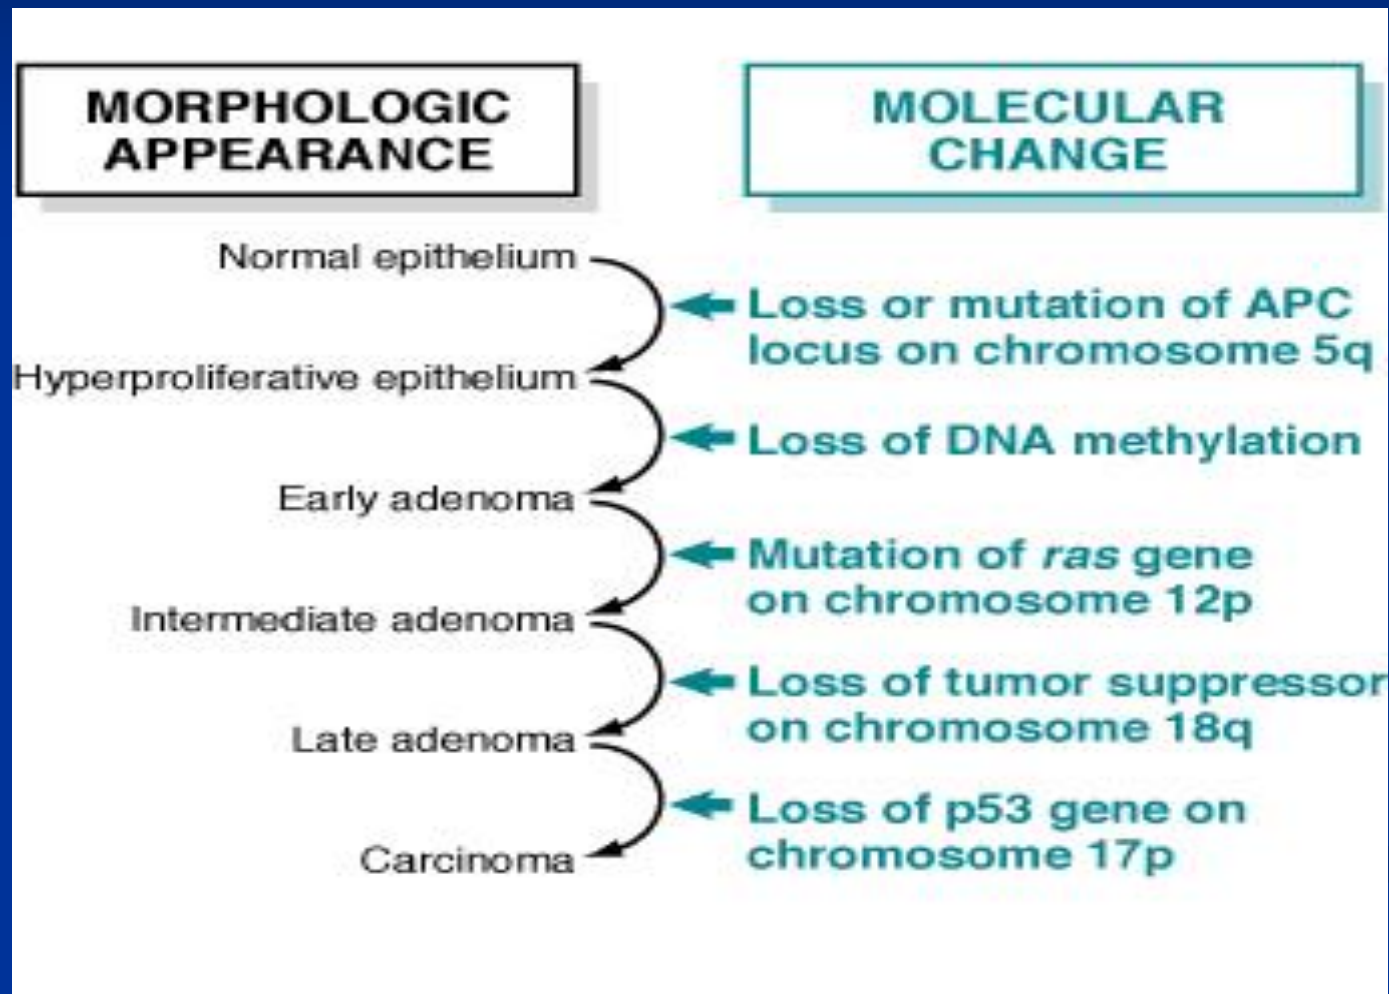 MORPHOLOGIC
APPEARANCE
MOLECULAR
CHANGE
Normal epithelium
Loss or mutation of APC
locus on chromosome 5q
Hyperproliferative epithelium
Loss of DNA methylation
Early adenoma
Mutation of ras gene
on chromosome 12p
Intermediate adenoma
Loss of tumor suppressor
on chromosome 18q
Late adenoma
Loss of p53 gene on
chromosome 17p
Carcinoma